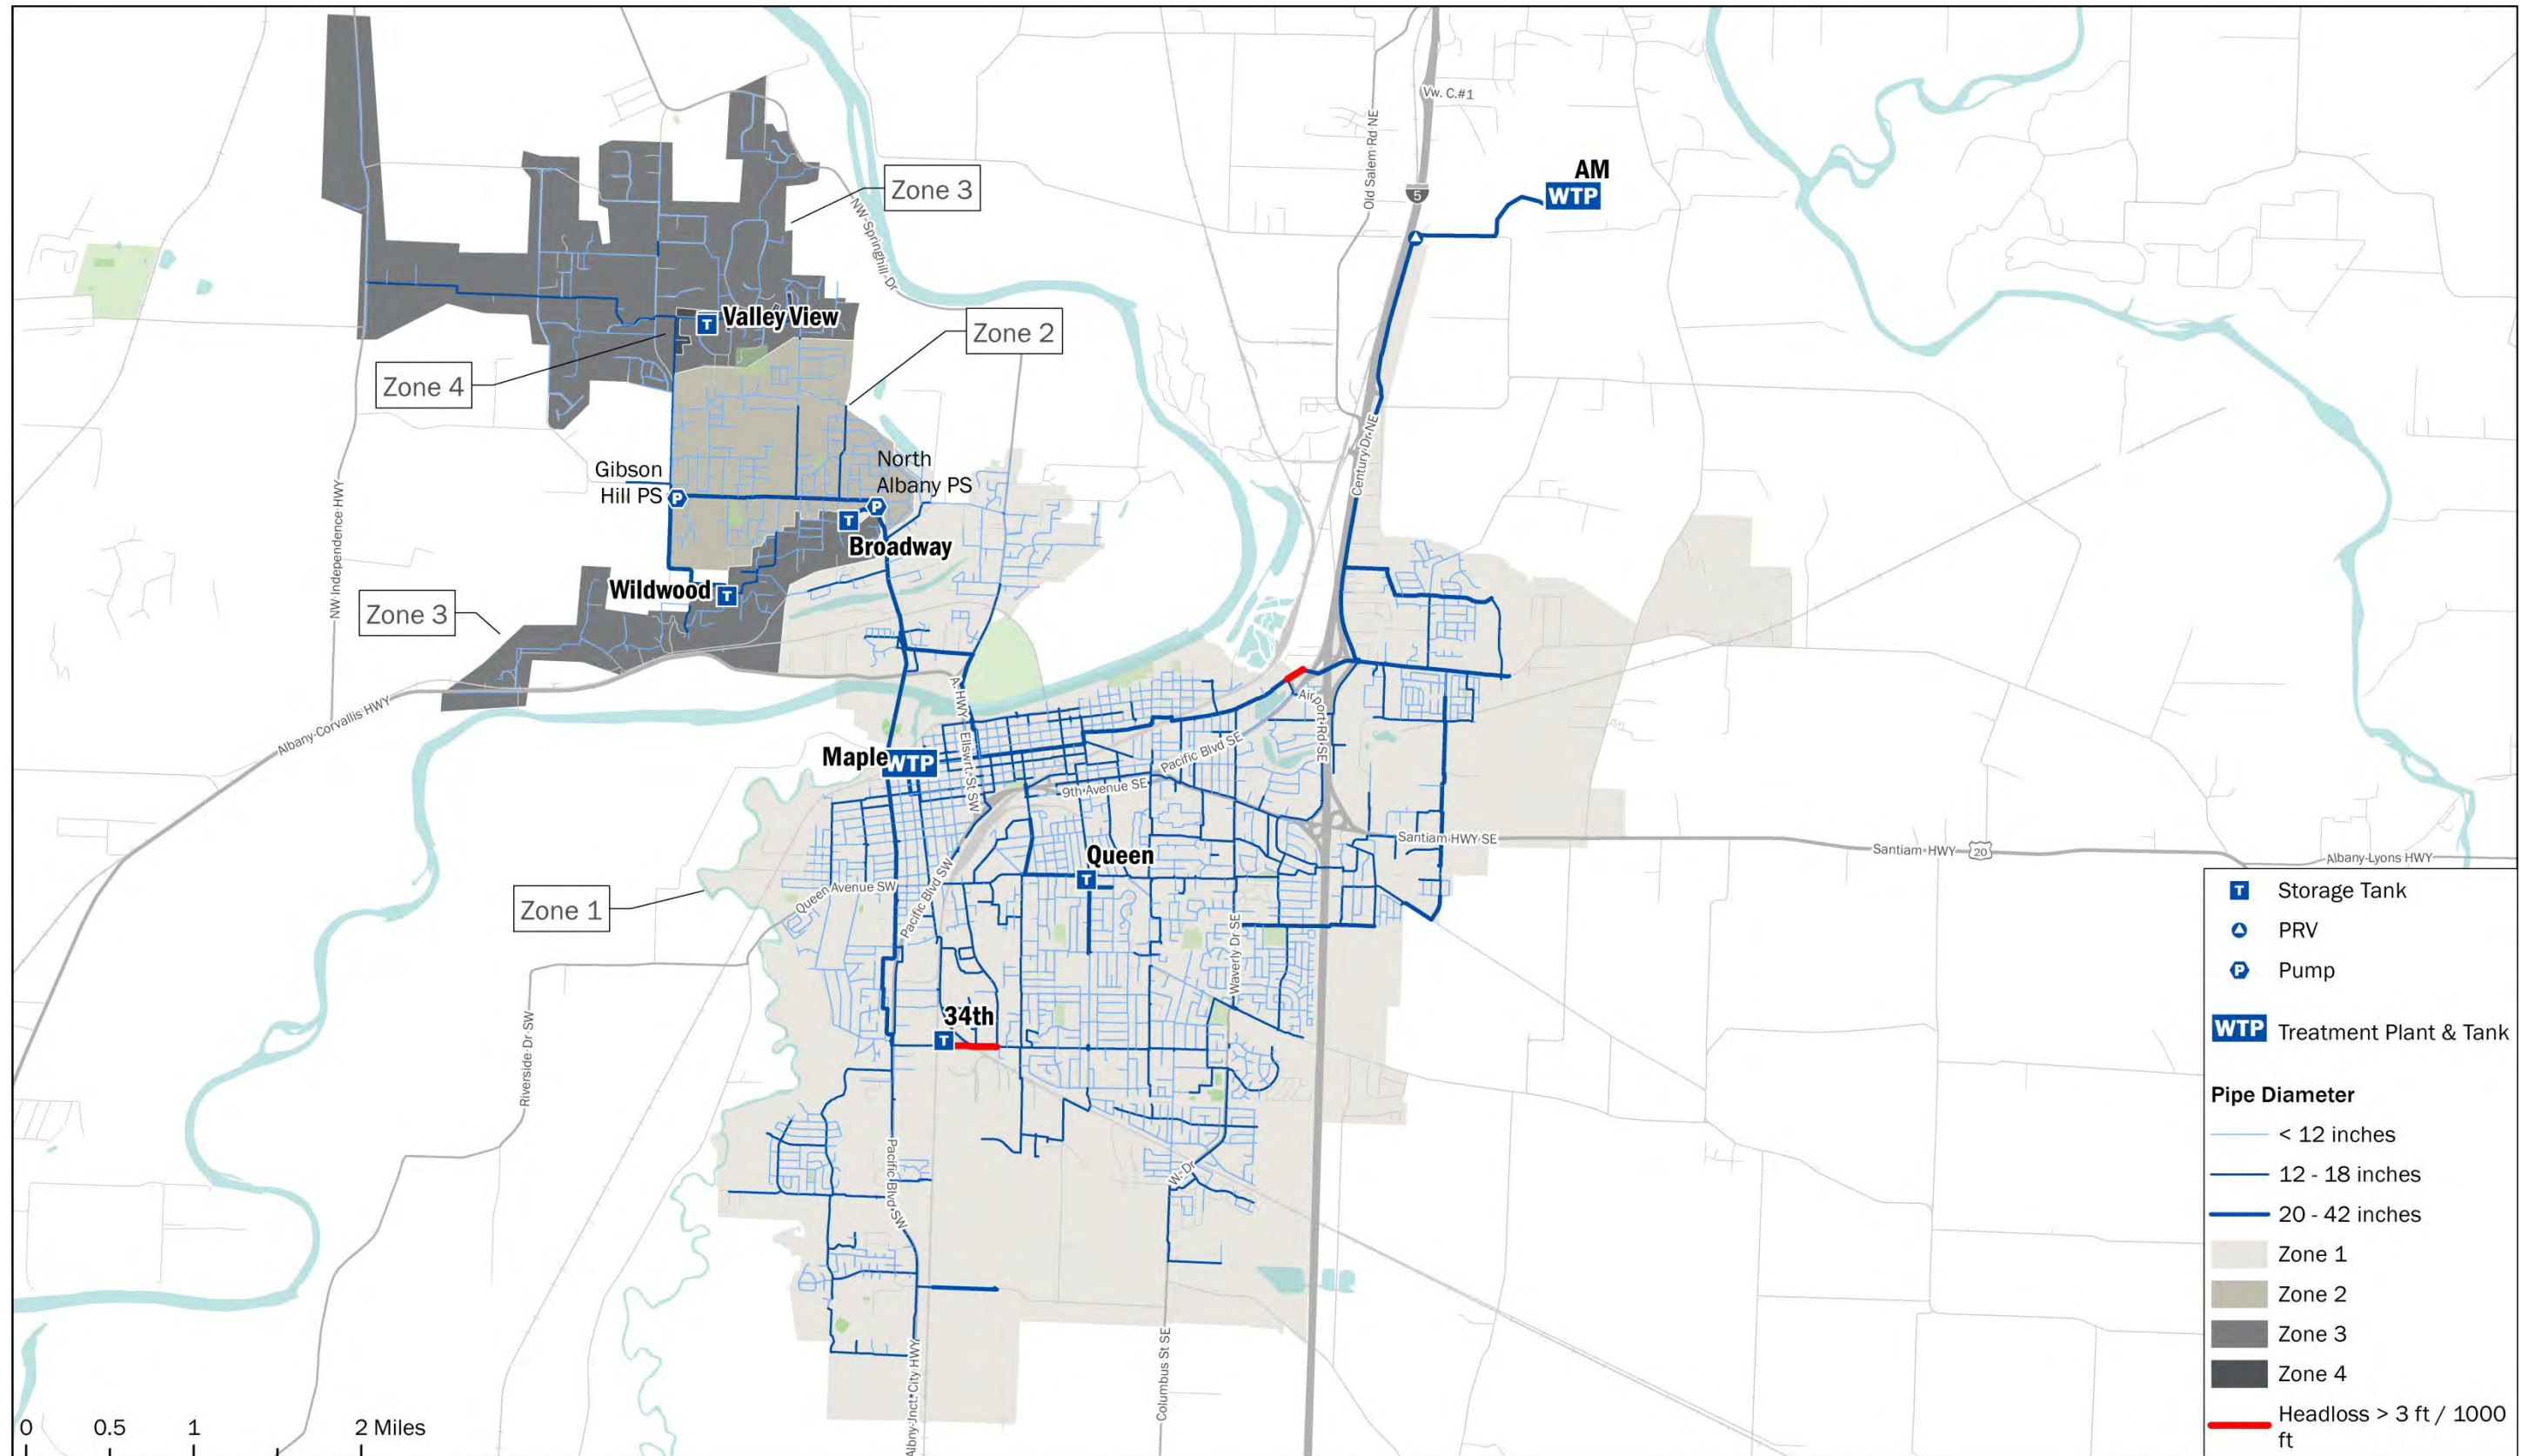 Vw. C.#1
Old Salem Rd NE
5
AM
WTP
Zone 3
NW Springhill Dr
Valley View
T
Zone 2
Zone 4
Century Dr NE
North
Albany PS
Gibson
Hill PS
P
P
T
Broadway
NW Independence HWY
Wildwood
T
Zone 3
Albany-Corvallis HWY
A. HWY
Airport Rd SE
Ellswrt St SW
Pacific Blvd SE
Maple
WTP
9th Avenue SE
Santiam HWY SE
Santiam HWY
20
Albany-Lyons HWY
Queen
T
Queen Avenue SW
Pacific Blvd SW
Zone 1
Waverly Dr SE
34th
T
Riverside Dr SW
Pacific Blvd SW
W. Dr
Columbus St SE
Albny-Jnct. City HWY
T Storage Tank
PRV
P Pump
WTP Treatment Plant & Tank
Pipe Diameter
< 12 inches
12 - 18 inches
20 - 42 inches
Zone 1
Zone 2
Zone 3
Zone 4
Headloss > 3 ft / 1000
ft
0 0.5 1 2 Miles